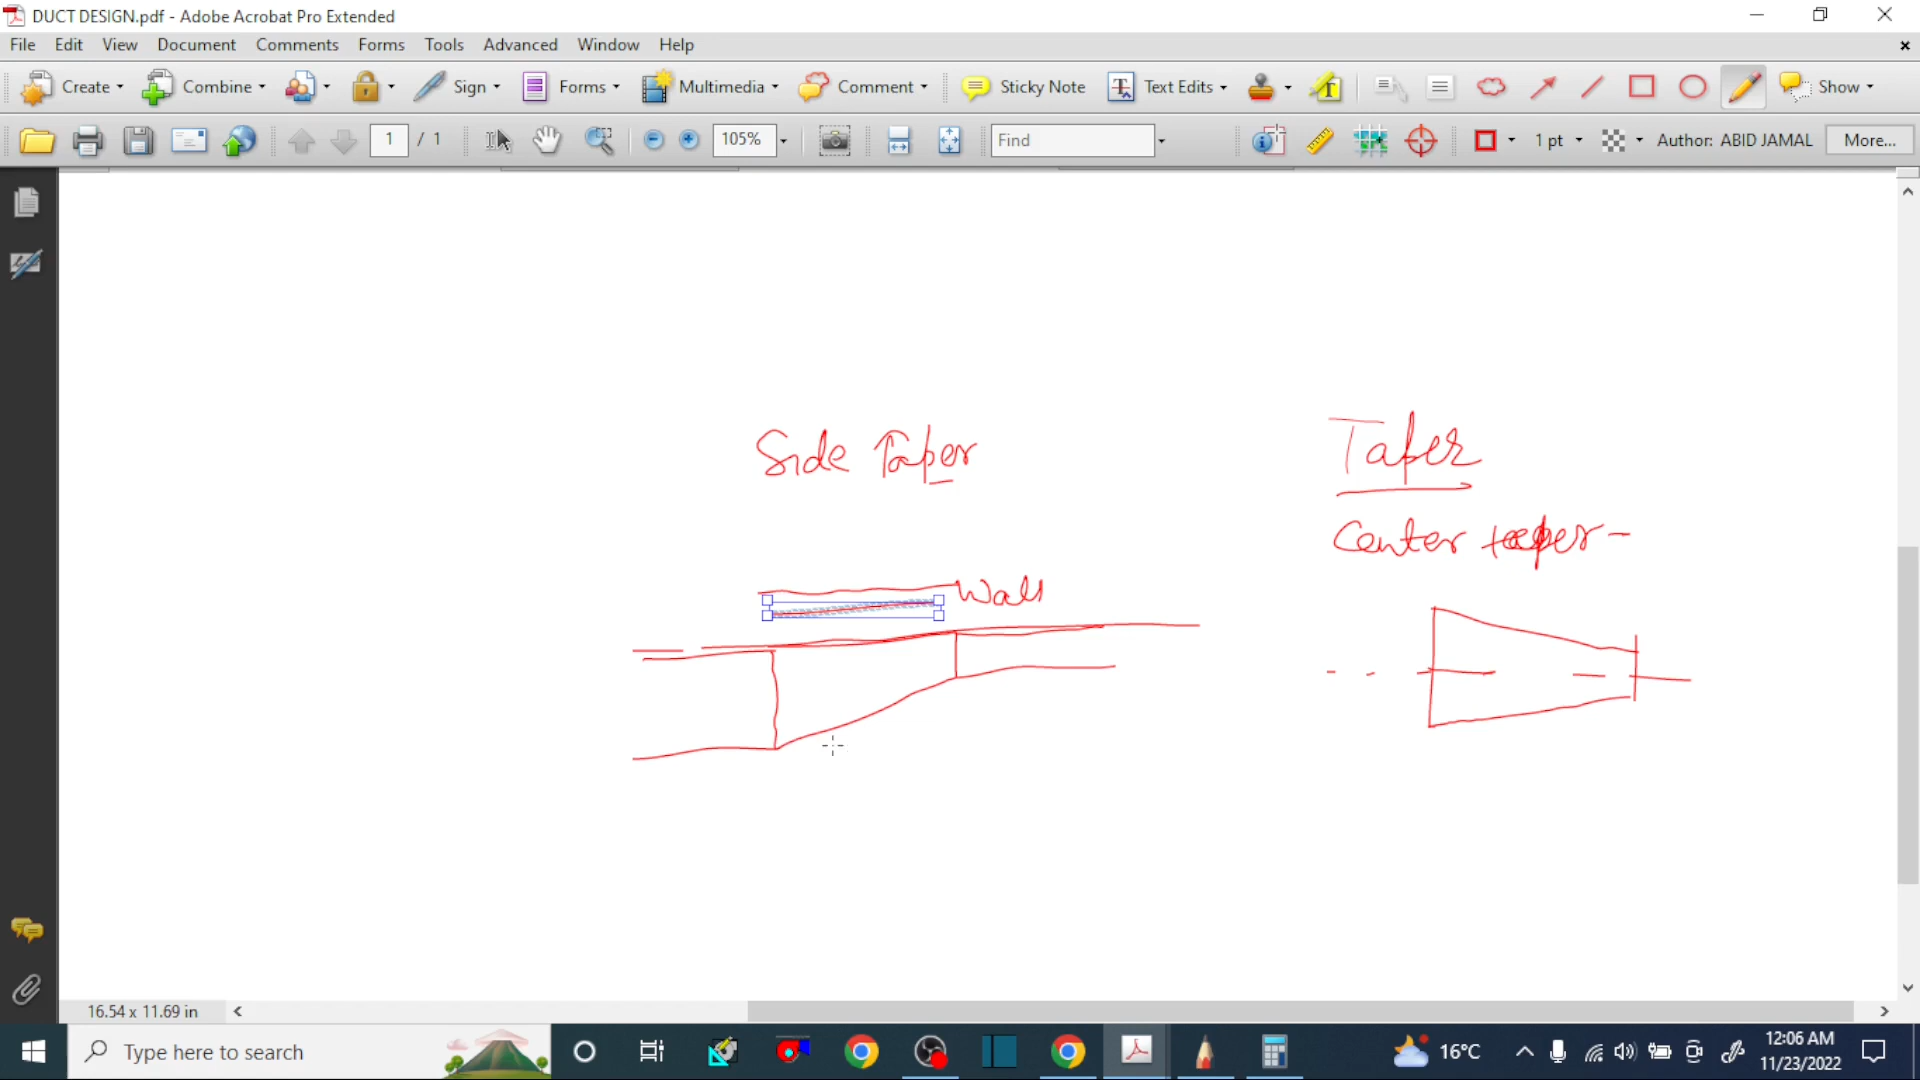 DUCT DESIGN.pdf - Adobe Acrobat Pro Extended
File Edit View Document Comments Forms Tools Advanced Window Help
Create Combine Sign Forms Multimedia Comment Sticky Note Text Edits Show
1 / 1 105% Find 1 pt Author: ABID JAMAL More...
Side Taper
Taper
Center taper -
Wall
16.54 x 11.69 in
Type here to search
16°C
12:06 AM
11/23/2022